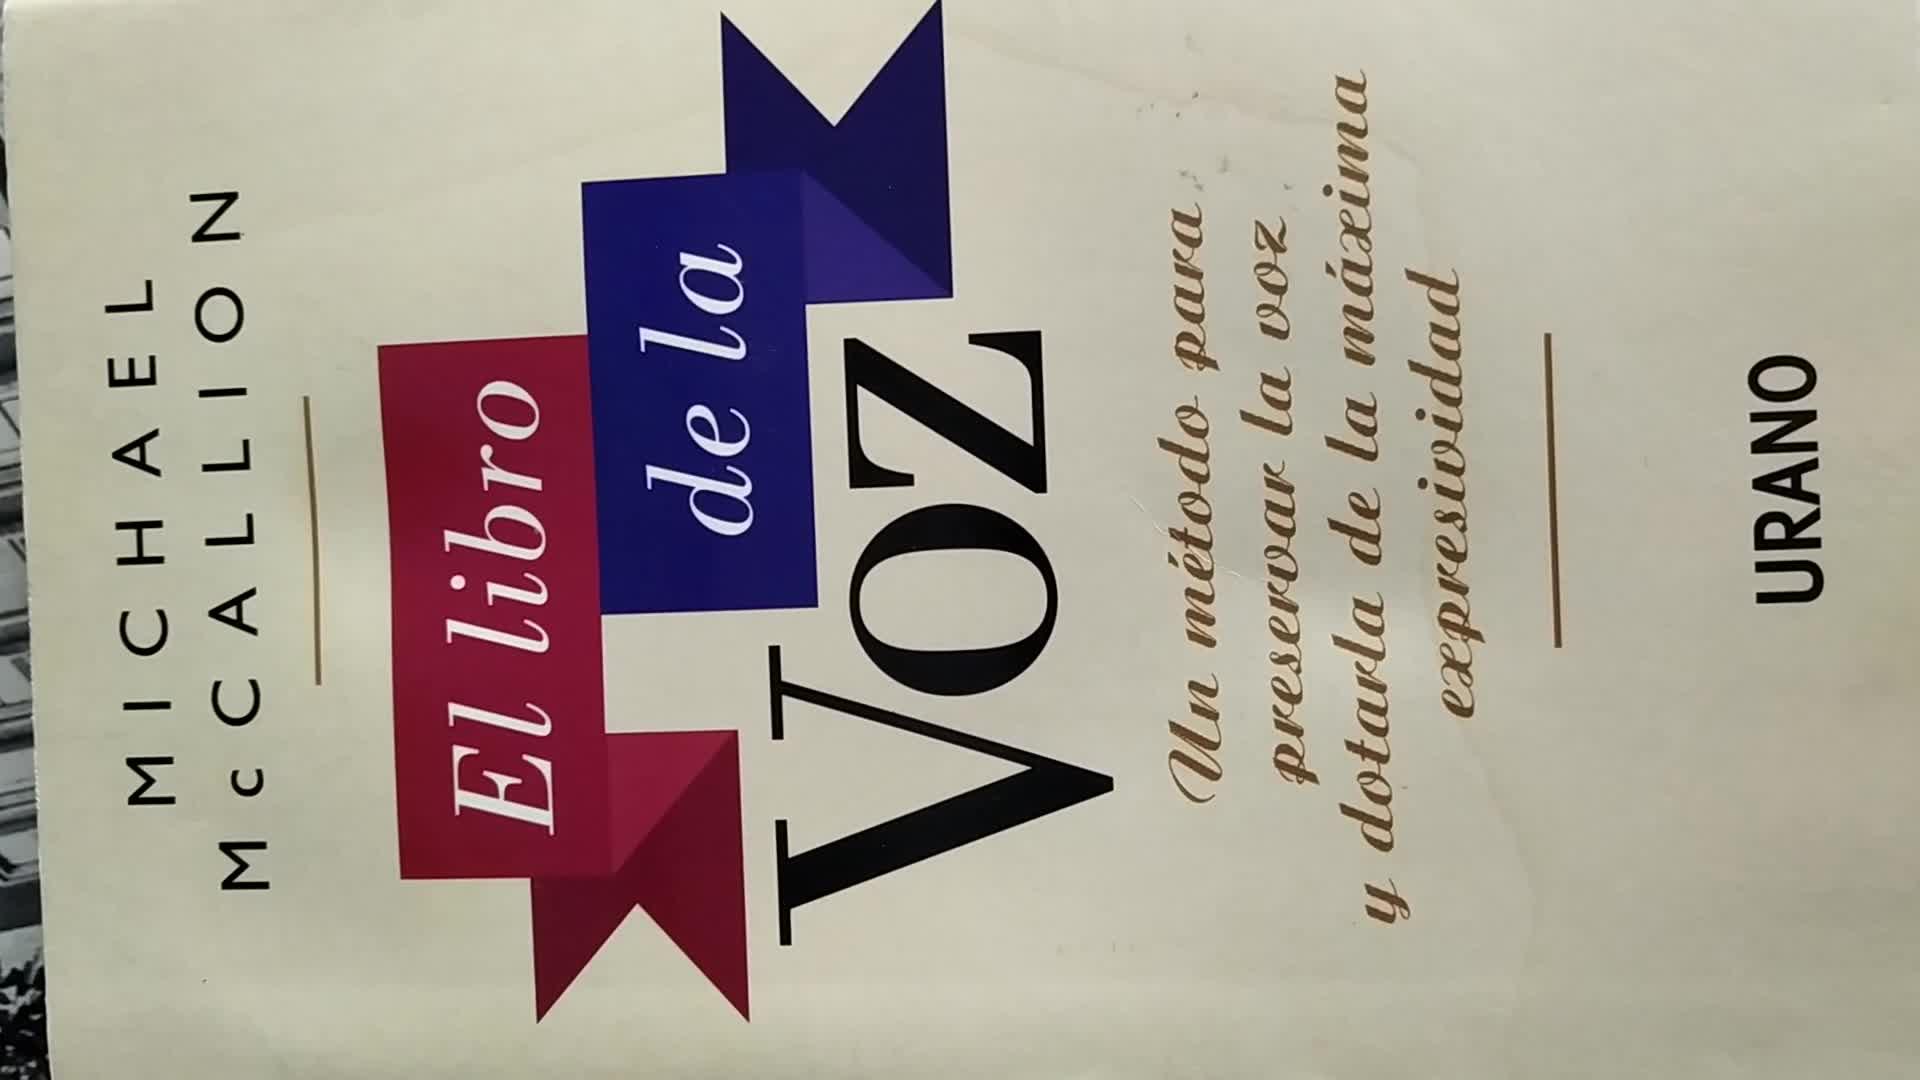 MICHAEL
McCALLION
El libro
de la
Voz
Un método para
preservar la voz
y dotarla de la máxima
expresividad
URANO